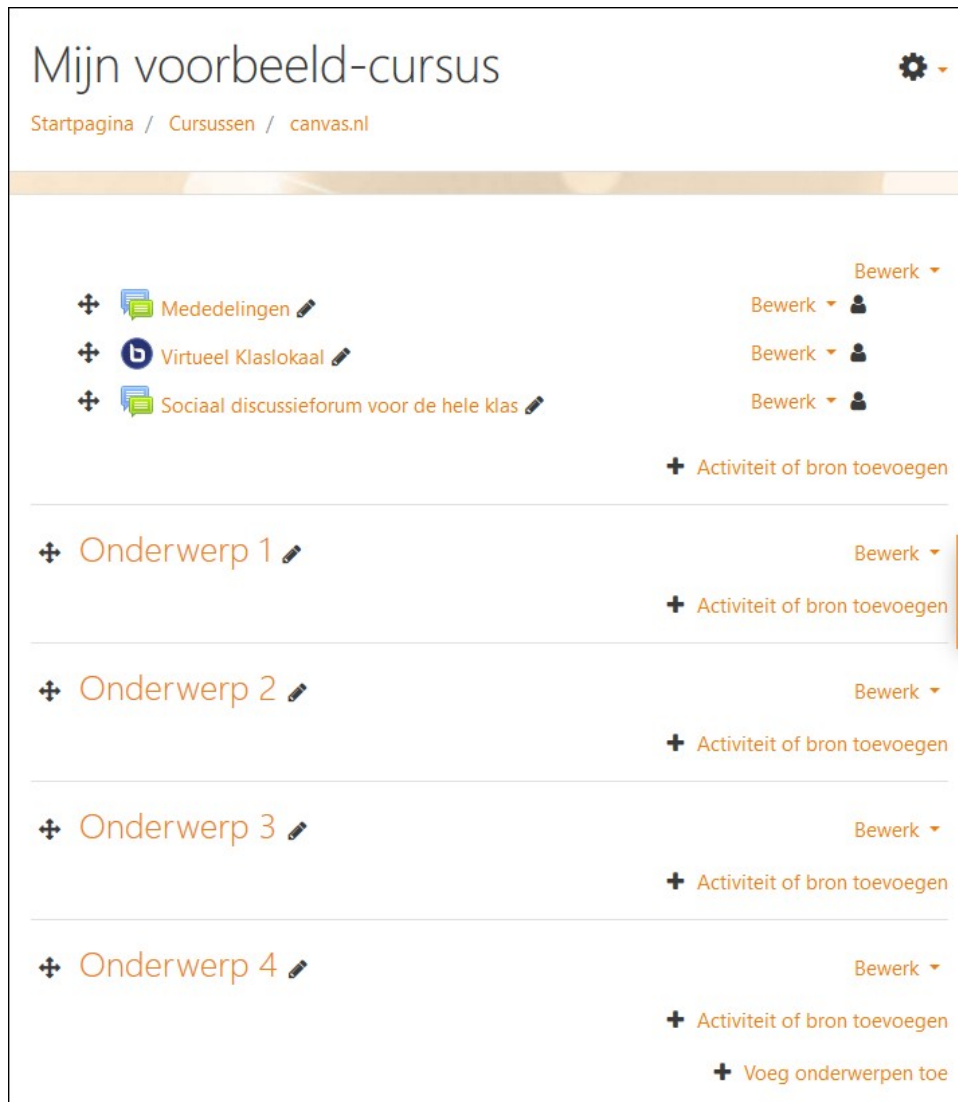 Mijn voorbeeld-cursus
Startpagina / Cursussen / canvas.nl
Bewerk
Mededelingen Bewerk
Virtueel Klaslokaal Bewerk
Sociaal discussieforum voor de hele klas Bewerk
Activiteit of bron toevoegen
Onderwerp 1 Bewerk
Activiteit of bron toevoegen
Onderwerp 2 Bewerk
Activiteit of bron toevoegen
Onderwerp 3 Bewerk
Activiteit of bron toevoegen
Onderwerp 4 Bewerk
Activiteit of bron toevoegen
Voeg onderwerpen toe